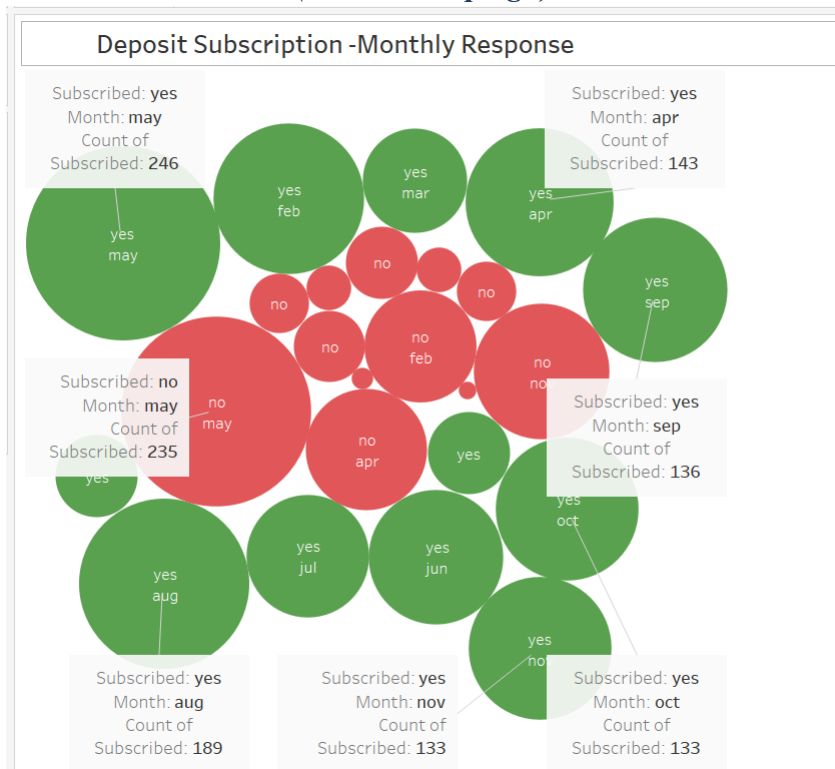 Deposit Subscription -Monthly Response
Subscribed: yes
Month: may
Count of
Subscribed: 246
Subscribed: yes
Month: apr
Count of
Subscribed: 143
yes
may
yes
feb
yes
mar
yes
apr
yes
sep
no
no
no
no
no
feb
no
nov
Subscribed: no
Month: may
Count of
Subscribed: 235
no
may
no
apr
Subscribed: yes
Month: sep
Count of
Subscribed: 136
yes
yes
yes
oct
yes
aug
yes
jul
yes
jun
yes
nov
Subscribed: yes
Month: aug
Count of
Subscribed: 189
Subscribed: yes
Month: nov
Count of
Subscribed: 133
Subscribed: yes
Month: oct
Count of
Subscribed: 133